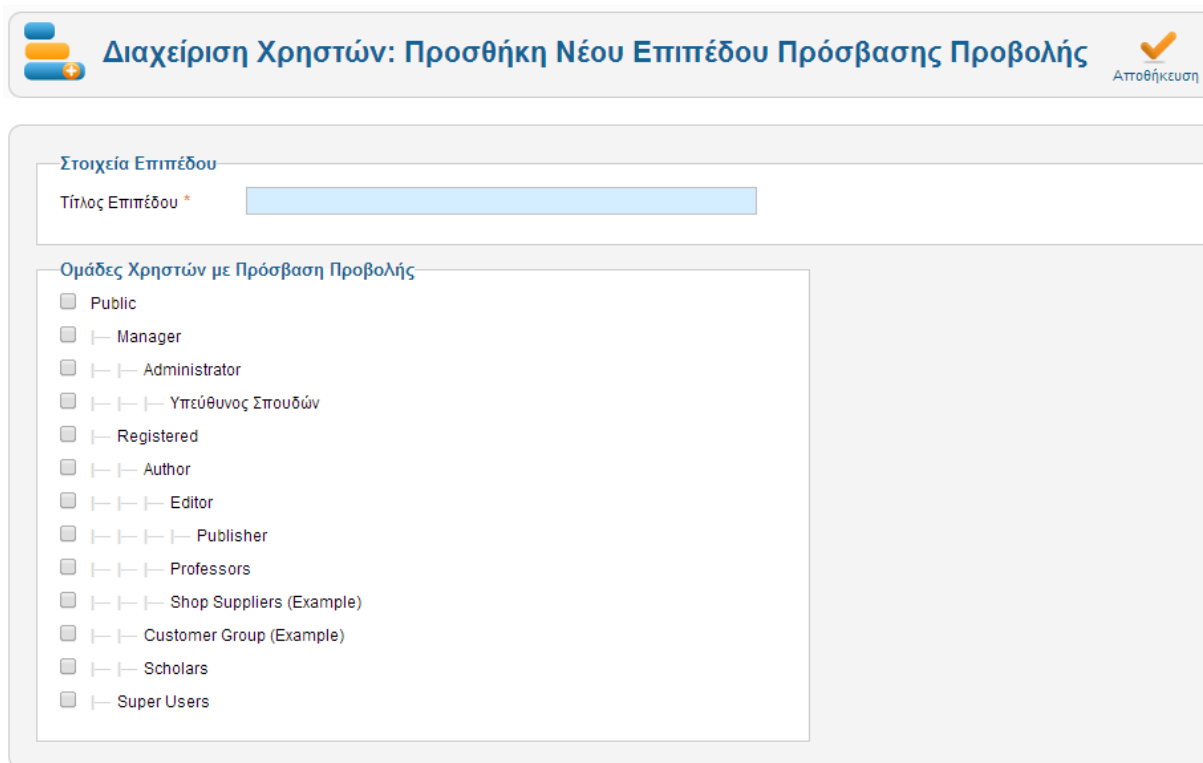 Διαχείριση Χρηστών: Προσθήκη Νέου Επιπέδου Πρόσβασης Προβολής
Αποθήκευση
Στοιχεία Επιπέδου
Τίτλος Επιπέδου *
Ομάδες Χρηστών με Πρόσβαση Προβολής
Public
|— Manager
|— |— Administrator
|— |— |— Υπεύθυνος Σπουδών
|— Registered
|— |— Author
|— |— |— Editor
|— |— |— |— Publisher
|— |— |— Professors
|— |— |— Shop Suppliers (Example)
|— |— Customer Group (Example)
|— |— Scholars
|— Super Users